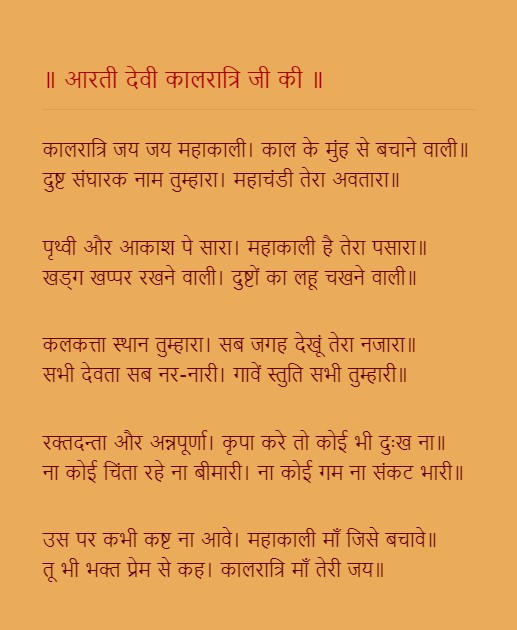 ॥ आरती देवी कालरात्रि जी की ॥
कालरात्रि जय जय महाकाली। काल के मुंह से बचाने वाली॥
दुष्ट संघारक नाम तुम्हारा। महाचंडी तेरा अवतारा॥
पृथ्वी और आकाश पे सारा। महाकाली है तेरा पसारा॥
खड्ग खप्पर रखने वाली। दुष्टों का लहू चखने वाली॥
कलकत्ता स्थान तुम्हारा। सब जगह देखूं तेरा नजारा॥
सभी देवता सब नर-नारी। गावें स्तुति सभी तुम्हारी॥
रक्तदन्ता और अन्नपूर्णा। कृपा करे तो कोई भी दुःख ना॥
ना कोई चिंता रहे ना बीमारी। ना कोई गम ना संकट भारी॥
उस पर कभी कष्ट ना आवे। महाकाली माँ जिसे बचावे॥
तू भी भक्त प्रेम से कह। कालरात्रि माँ तेरी जय॥